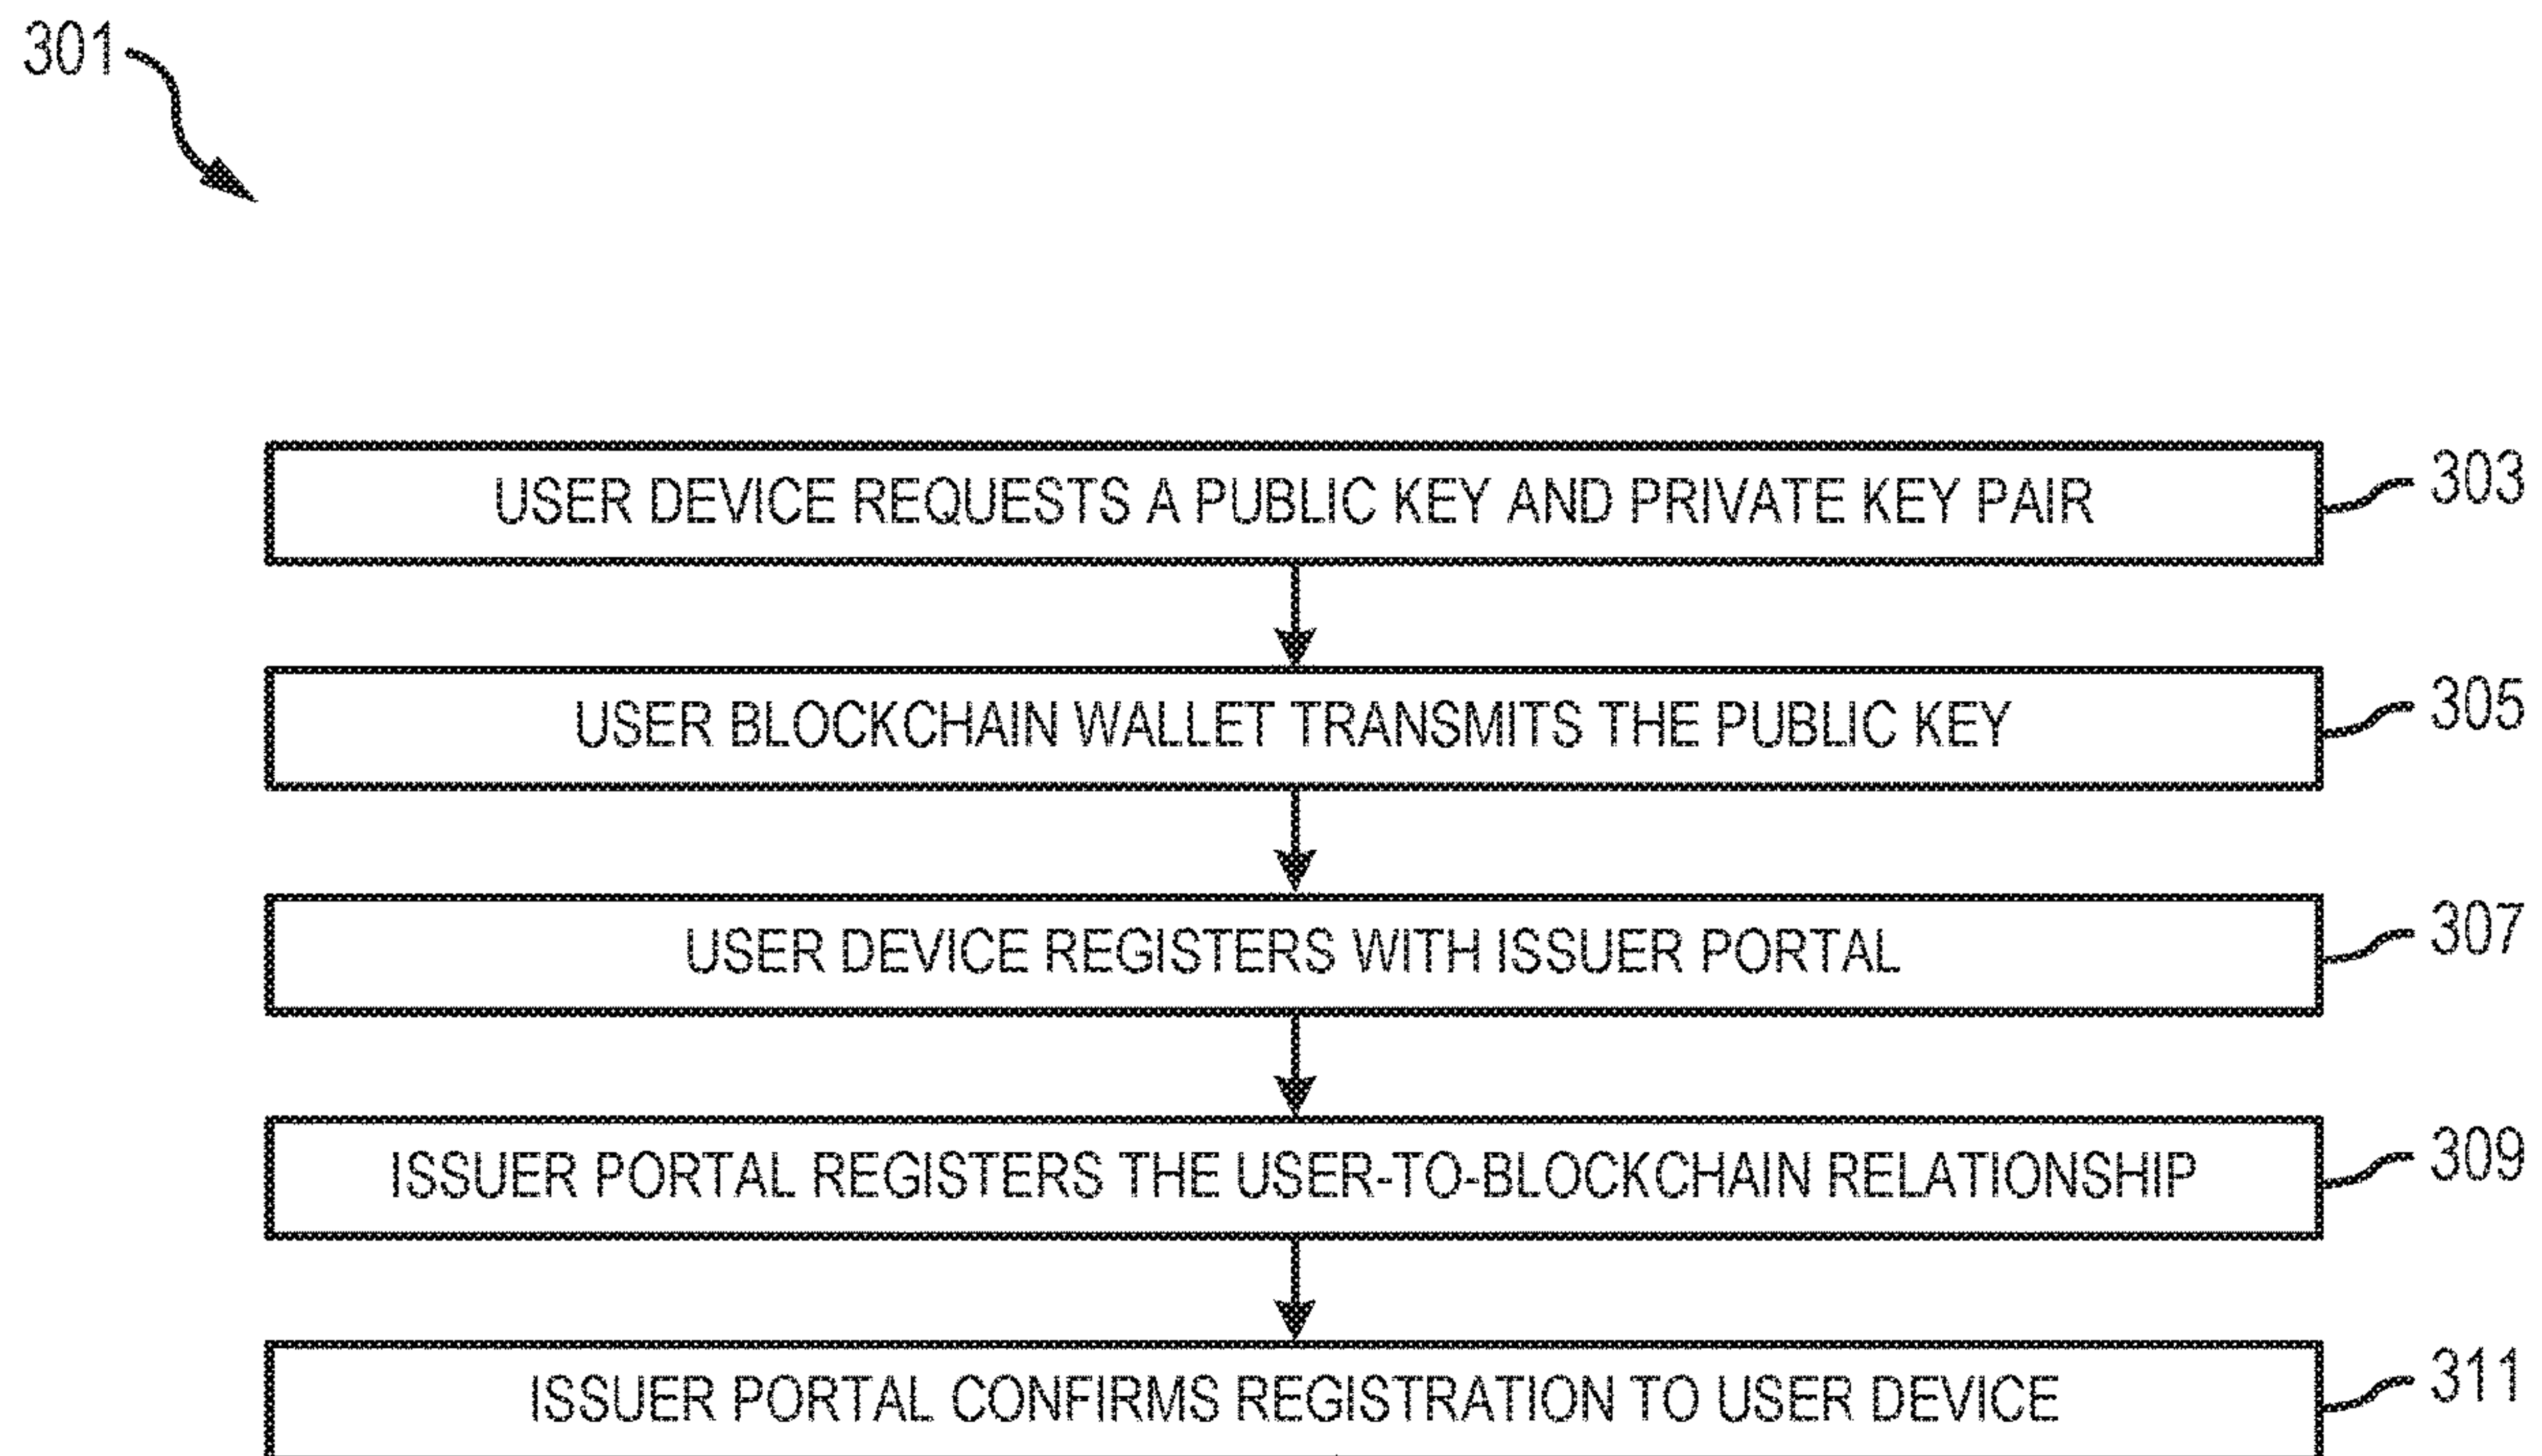 301
USER DEVICE REQUESTS A PUBLIC KEY AND PRIVATE KEY PAIR
303
USER BLOCKCHAIN WALLET TRANSMITS THE PUBLIC KEY
305
USER DEVICE REGISTERS WITH ISSUER PORTAL
307
ISSUER PORTAL REGISTERS THE USER-TO-BLOCKCHAIN RELATIONSHIP
309
ISSUER PORTAL CONFIRMS REGISTRATION TO USER DEVICE
311